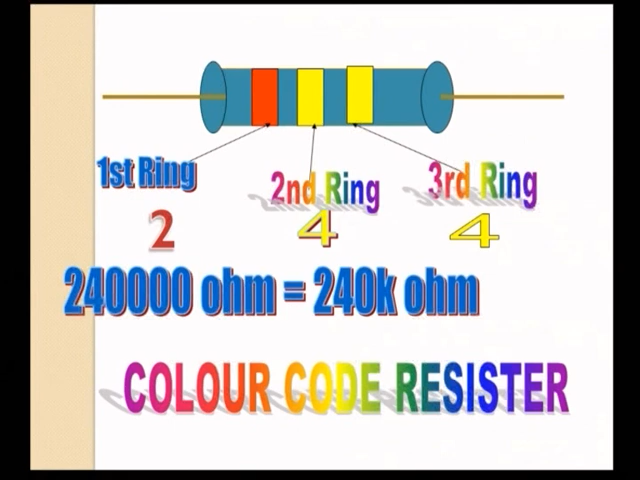 1st Ring 2nd Ring 3rd Ring
2 4 4
240000 ohm = 240k ohm
COLOUR CODE RESISTER